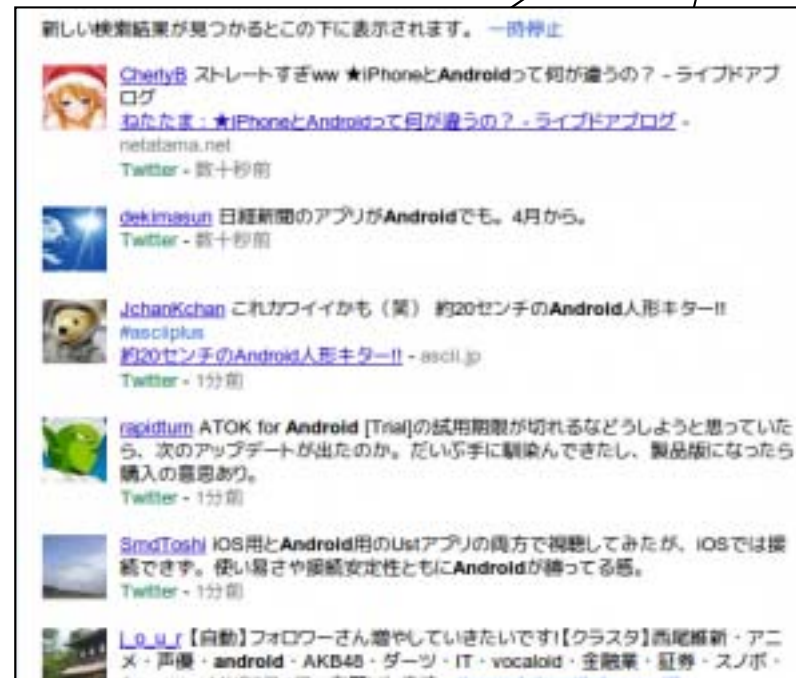 新しい検索結果が見つかるとこの下に表示されます。 一時停止
CherlyB ストレートすぎww ★iPhoneとAndroidって何が違うの？ - ライブドアブ
ログ
ねたたま : ★iPhoneとAndroidって何が違うの？ - ライブドアブログ -
netatama.net
Twitter - 数十秒前
dekimasun 日経新聞のアプリがAndroidでも。4月から。
Twitter - 数十秒前
JchanKchan これカワイイかも（笑） 約20センチのAndroid人形キター!!
#asciiplus
約20センチのAndroid人形キター!! - ascii.jp
Twitter - 1分前
rapidturn ATOK for Android [Trial]の試用期限が切れるなどうしようと思っていた
ら、次のアップデートが出たのか。だいぶ手に馴染んできたし、製品版になったら
購入の意思あり。
Twitter - 1分前
SmdToshi iOS用とAndroid用のUstアプリの両方で視聴してみたが、iOSでは接
続できず。使い易さや接続安定性ともにAndroidが勝ってる感。
Twitter - 1分前
l_o_u_r 【自動】フォロワーさん増やしていきたいです!【クラスタ】西尾維新・アニ
メ・声優・android・AKB48・ダーツ・IT・vocaloid・金融業・証券・スノボ・